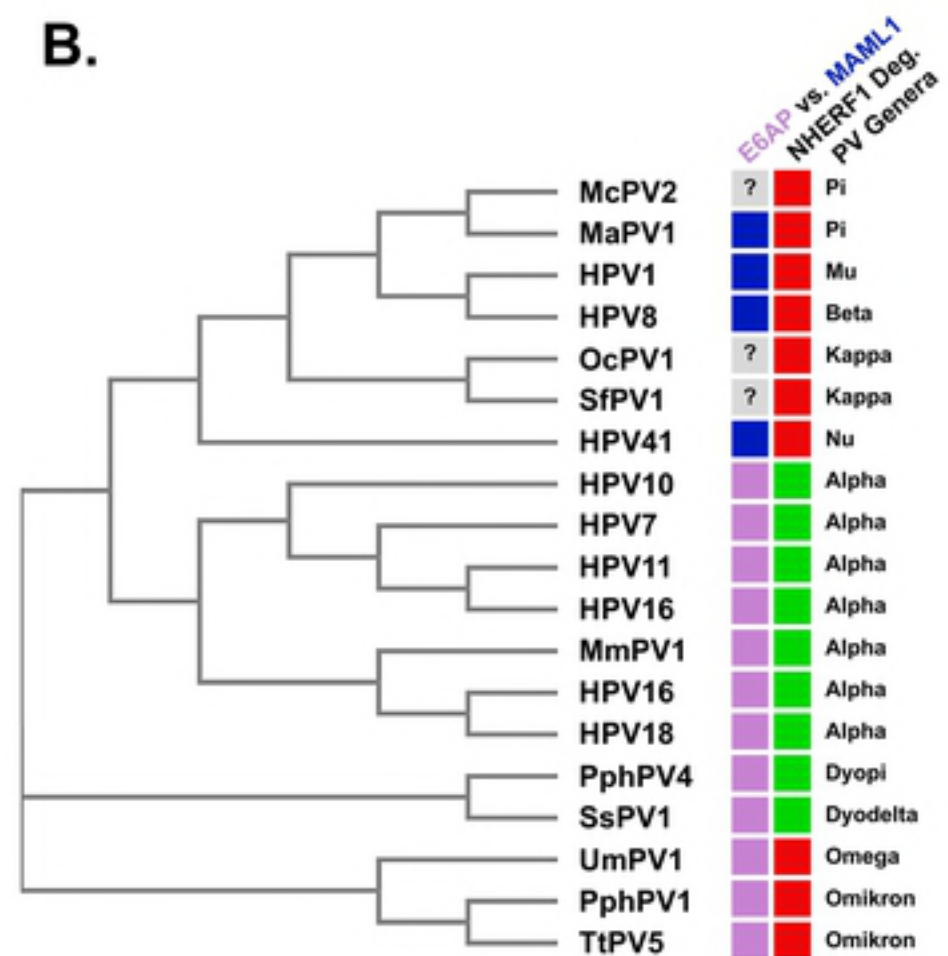 B.
E6AP vs. MAML1
NHERF1 Deg.
PV Genera
McPV2 ? Pi
MaPV1 Pi
HPV1 Mu
HPV8 Beta
OcPV1 ? Kappa
SfPV1 ? Kappa
HPV41 Nu
HPV10 Alpha
HPV7 Alpha
HPV11 Alpha
HPV16 Alpha
MmPV1 Alpha
HPV16 Alpha
HPV18 Alpha
PphPV4 Dyopi
SsPV1 Dyodelta
UmPV1 Omega
PphPV1 Omikron
TtPV5 Omikron